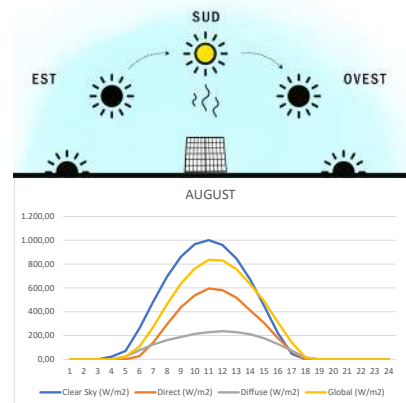 SUD
EST
OVEST
AUGUST
1.200,00
1.000,00
800,00
600,00
400,00
200,00
0,00
1 2 3 4 5 6 7 8 9 10 11 12 13 14 15 16 17 18 19 20 21 22 23 24
Clear Sky (W/m2) Direct (W/m2) Diffuse (W/m2) Global (W/m2)